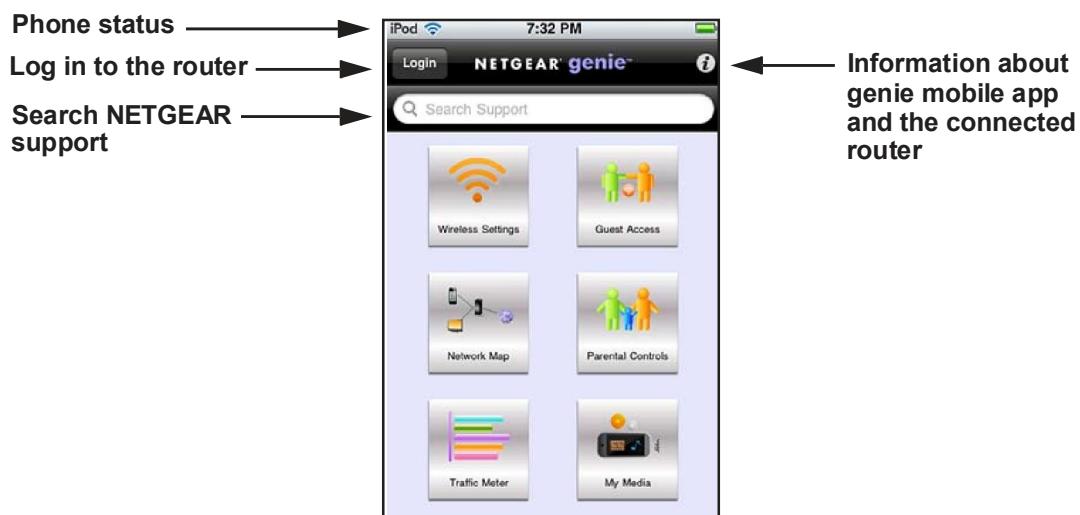 Phone status
Log in to the router
Search NETGEAR
support
iPod 7:32 PM
Login NETGEAR® genie™
Search Support
Wireless Settings
Guest Access
Network Map
Parental Controls
Traffic Meter
My Media
Information about
genie mobile app
and the connected
router